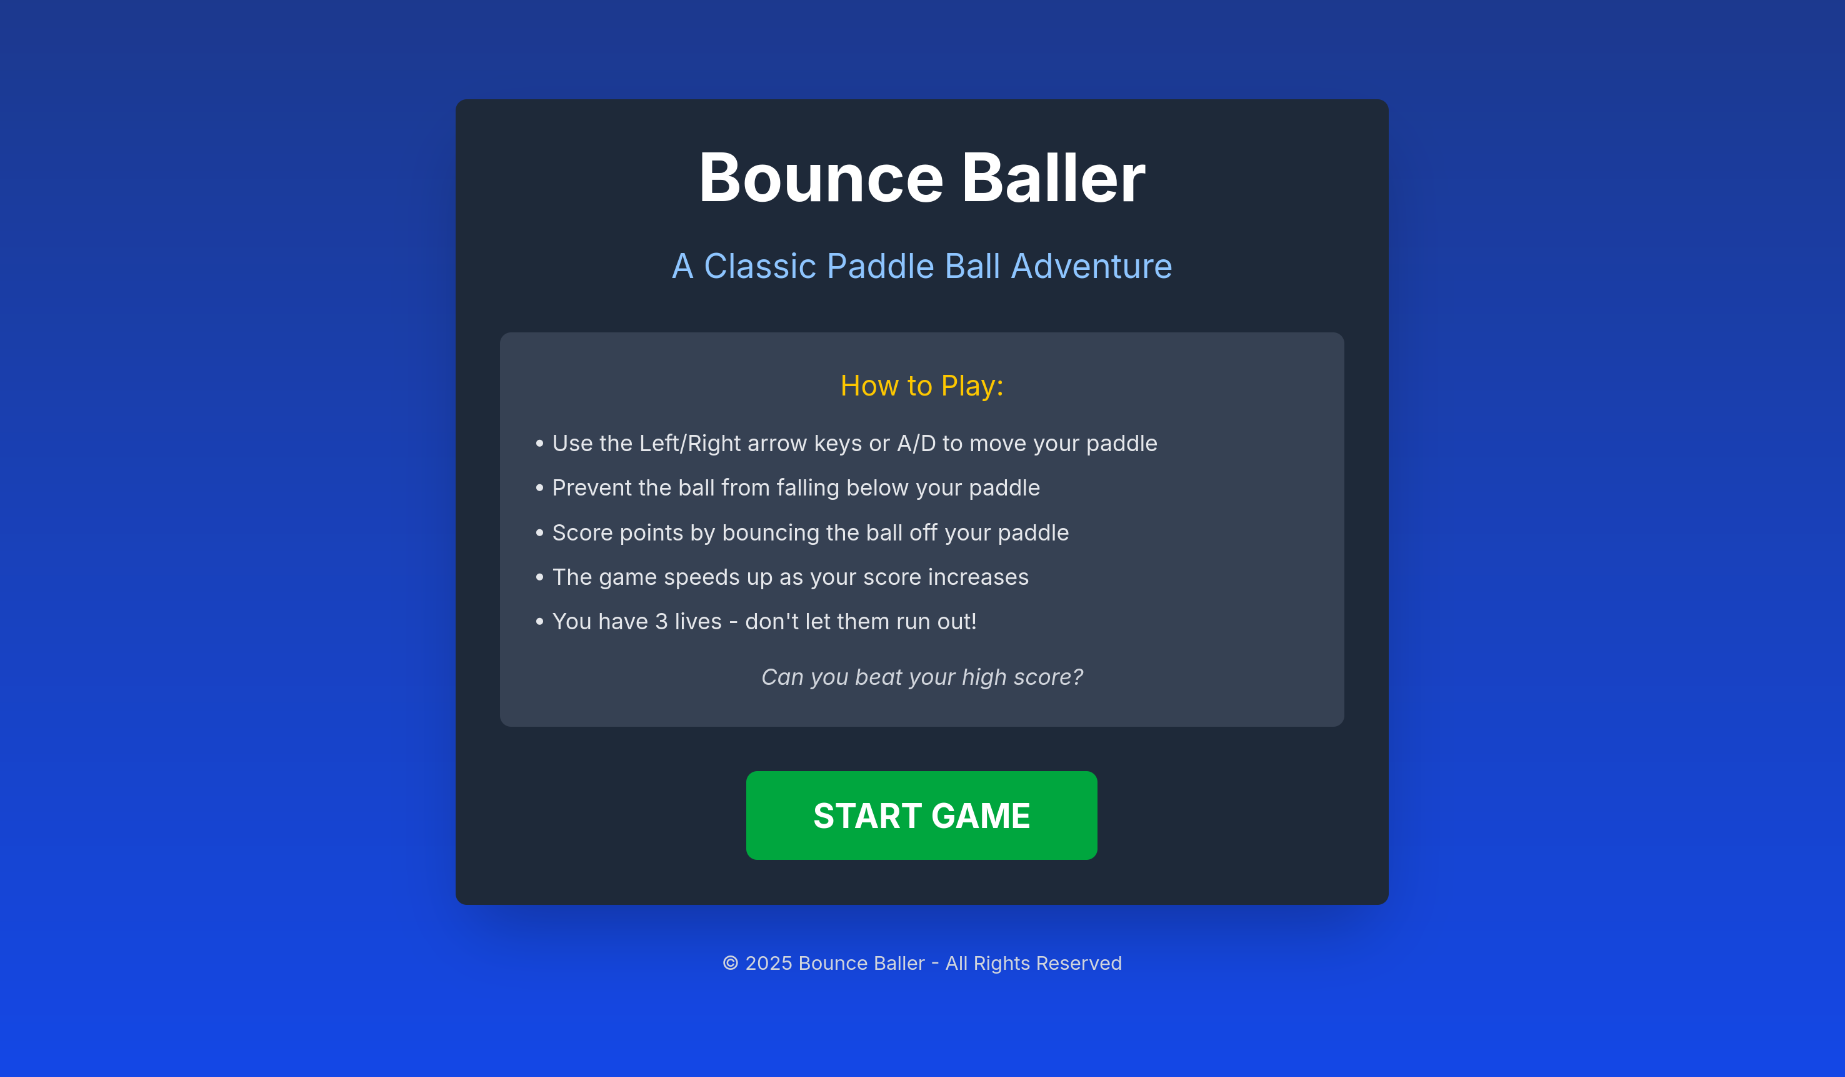 Bounce Baller
A Classic Paddle Ball Adventure
How to Play:
• Use the Left/Right arrow keys or A/D to move your paddle
• Prevent the ball from falling below your paddle
• Score points by bouncing the ball off your paddle
• The game speeds up as your score increases
• You have 3 lives - don't let them run out!
Can you beat your high score?
START GAME
© 2025 Bounce Baller - All Rights Reserved